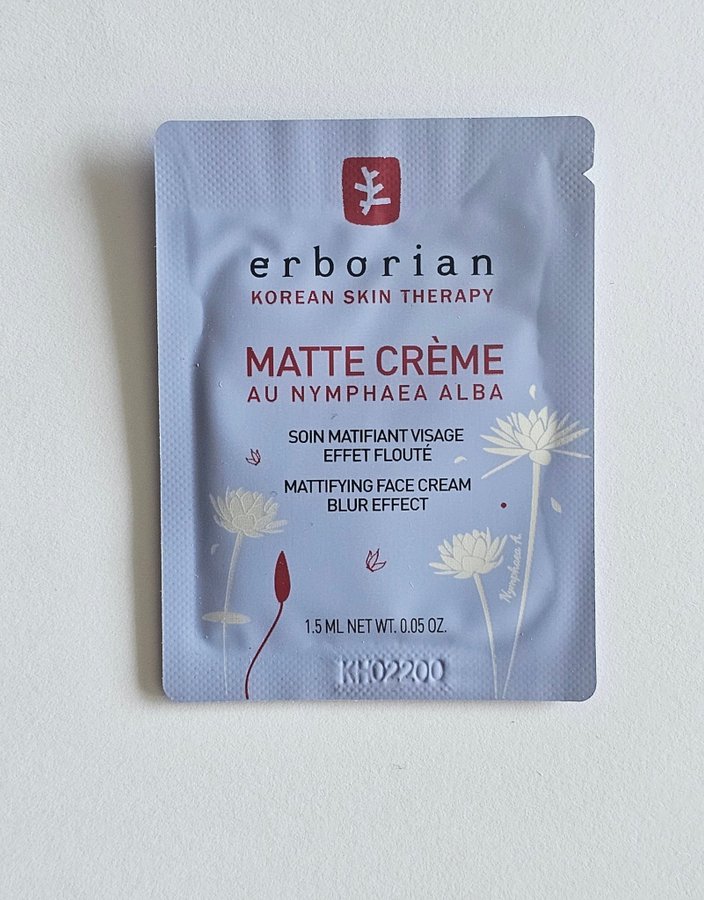 erborian
KOREAN SKIN THERAPY
MATTE CRÈME
AU NYMPHAEA ALBA
SOIN MATIFIANT VISAGE
EFFET FLOUTÉ
MATTIFYING FACE CREAM
BLUR EFFECT
Nymphaea A.
1.5 ML NET WT. 0.05 OZ.
KH02200